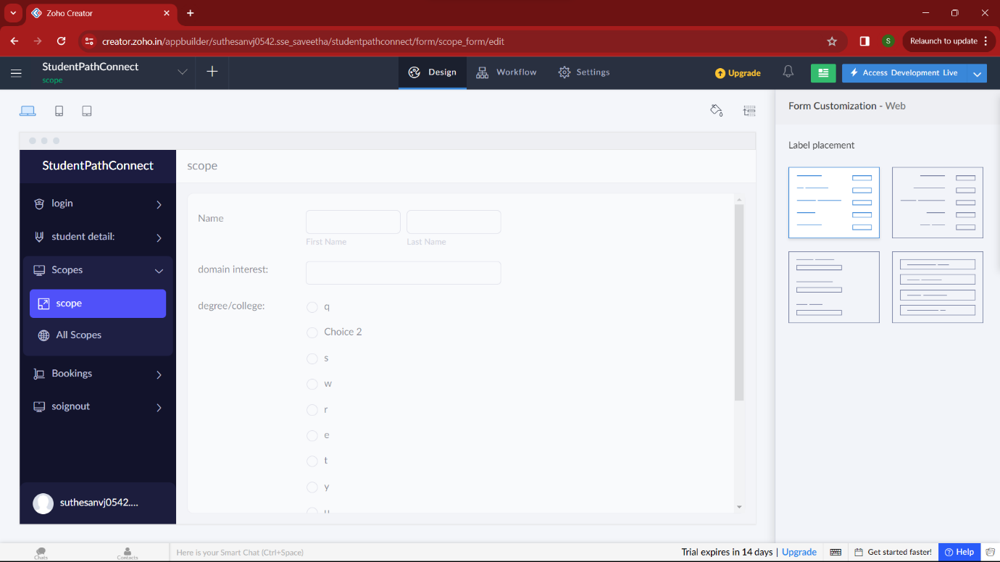 Zoho Creator
creator.zoho.in/appbuilder/suthesanvj0542.sse_saveetha/studentpathconnect/form/scope_form/edit
S
Relaunch to update
StudentPathConnect
scope
Design
Workflow
Settings
Upgrade
Access Development Live
Form Customization - Web
Label placement
StudentPathConnect
scope
login
student detail:
Scopes
scope
All Scopes
Bookings
soignout
suthesanvj0542....
Name
First Name
Last Name
domain interest:
degree/college:
q
Choice 2
s
w
r
e
t
y
u
Chats
Contacts
Here is your Smart Chat (Ctrl+Space)
Trial expires in 14 days | Upgrade
Get started faster!
Help